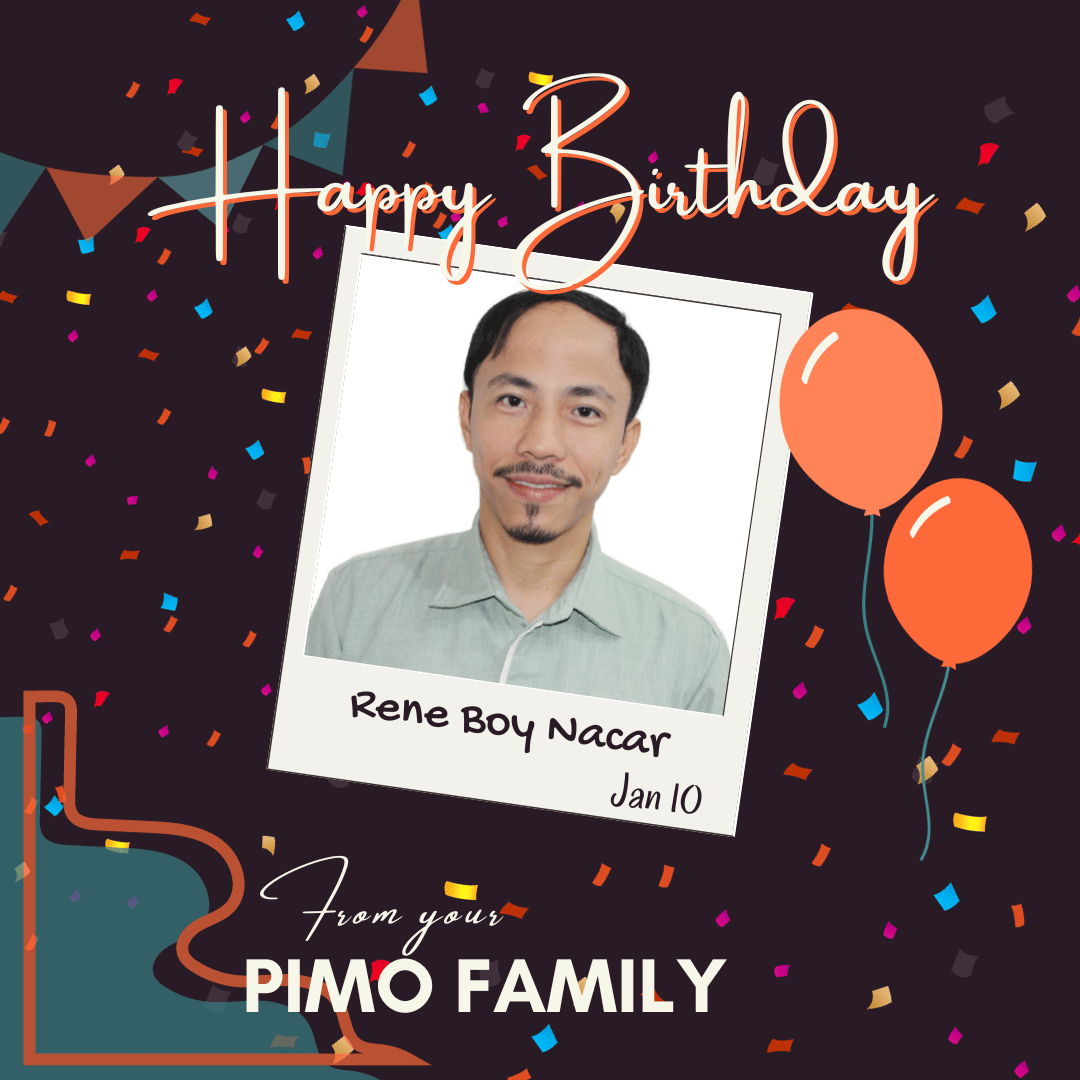 Happy Birthday
Rene Boy Nacar
Jan 10
From your
PIMO FAMILY